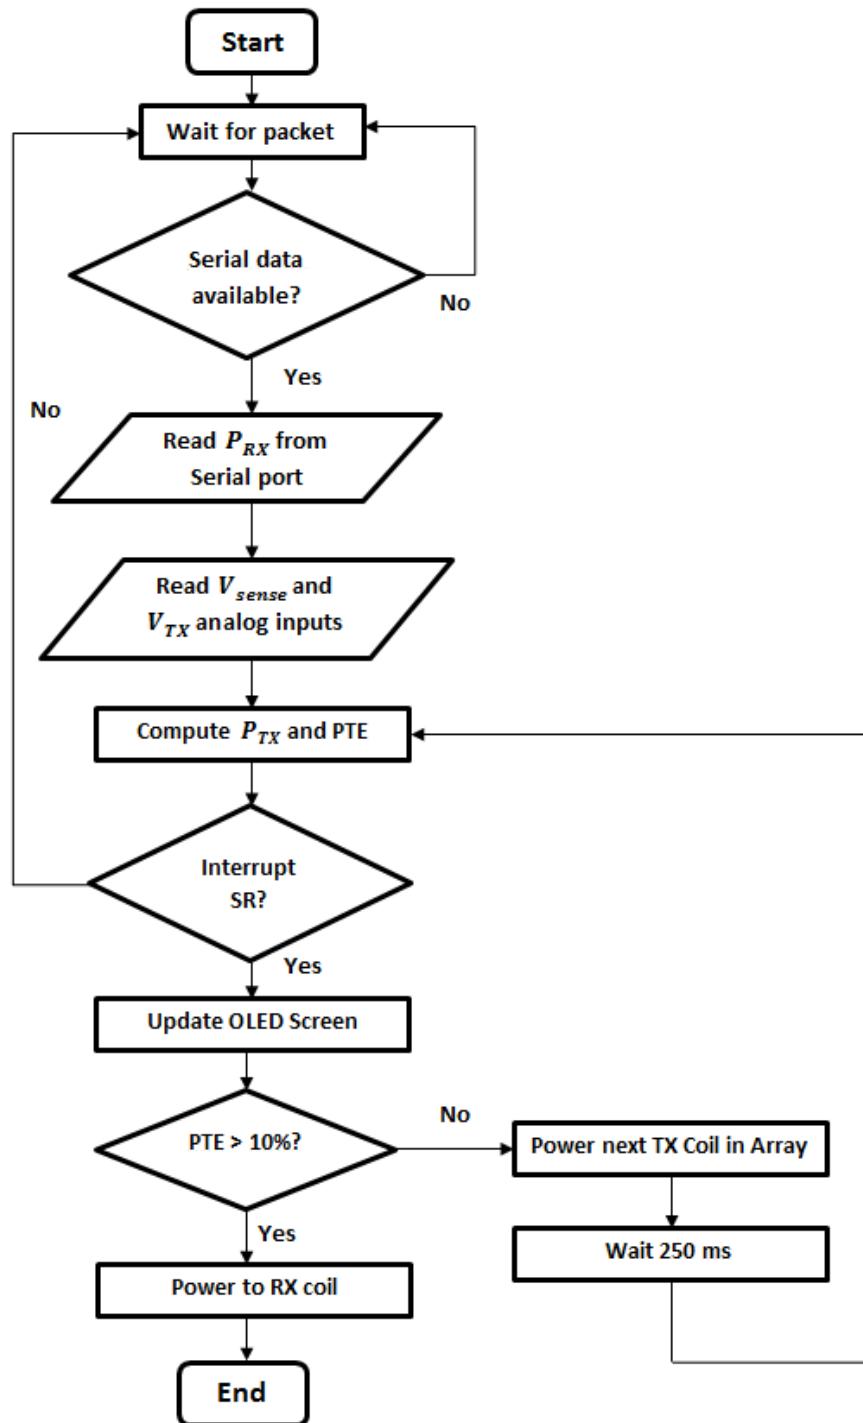 Start
Wait for packet
Serial data
available?
No
Yes
No
Read P_RX from
Serial port
Read V_sense and
V_TX analog inputs
Compute P_TX and PTE
Interrupt
SR?
Yes
Update OLED Screen
PTE > 10%?
No
Power next TX Coil in Array
Yes
Wait 250 ms
Power to RX coil
End